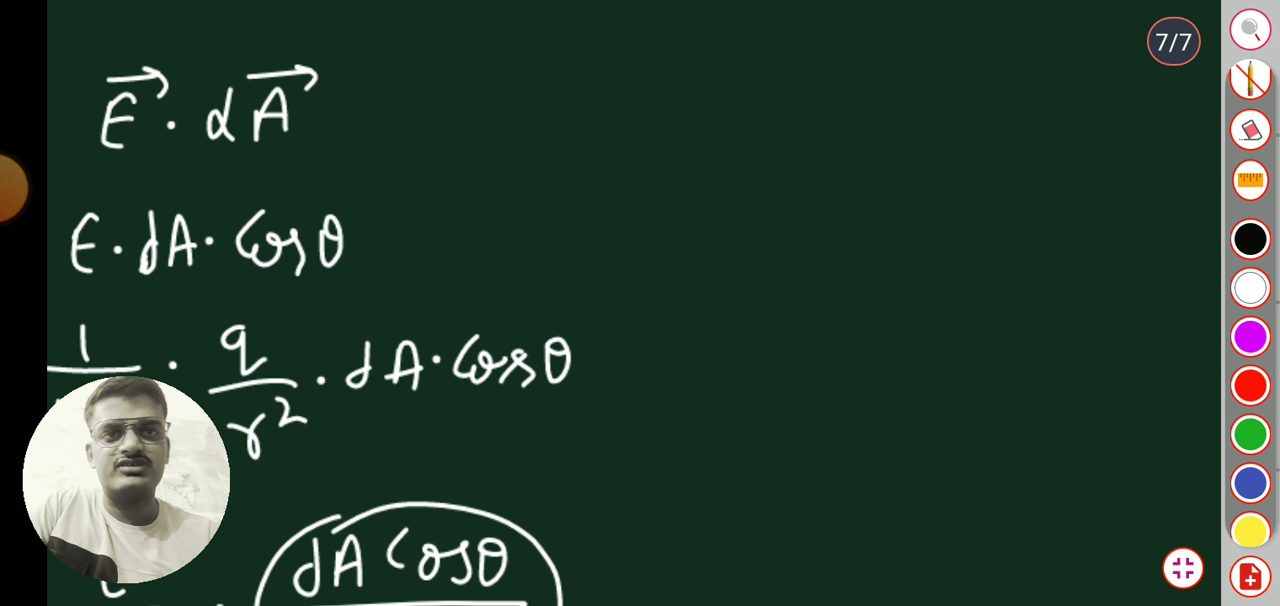 7/7
E⃗ · dA⃗
E · dA · Cosθ
1/ · q/r² · dA · Cosθ
dA Cosθ